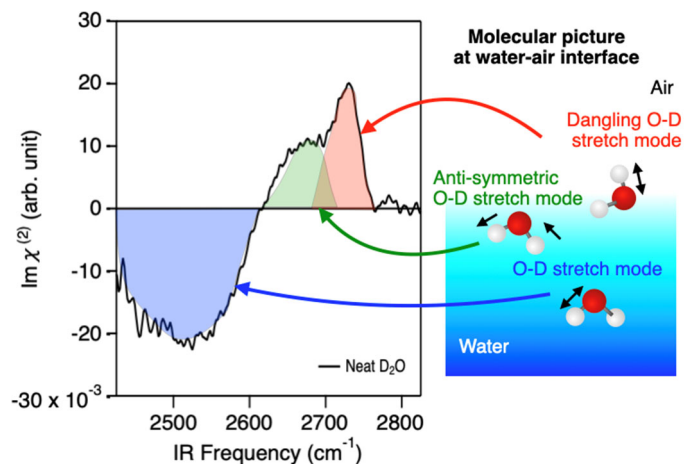 30
20
10
0
-10
-20
-30 x 10⁻³
Im χ⁽²⁾ (arb. unit)
2500
2600
2700
2800
IR Frequency (cm⁻¹)
Neat D₂O
Molecular picture
at water-air interface
Air
Dangling O-D
stretch mode
Anti-symmetric
O-D stretch mode
O-D stretch mode
Water